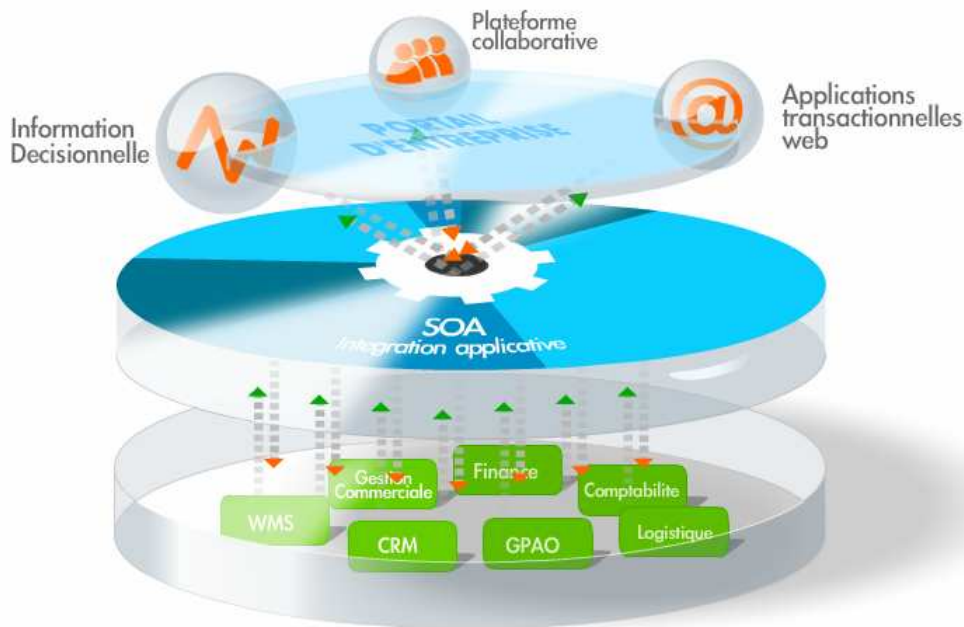 Plateforme
collaborative
Information
Decisionnelle
Applications
transactionnelles
web
PORTAIL
D'ENTREPRISE
SOA
Integration applicative
Gestion
Commerciale
Finance
Comptabilite
WMS
CRM
GPAO
Logistique